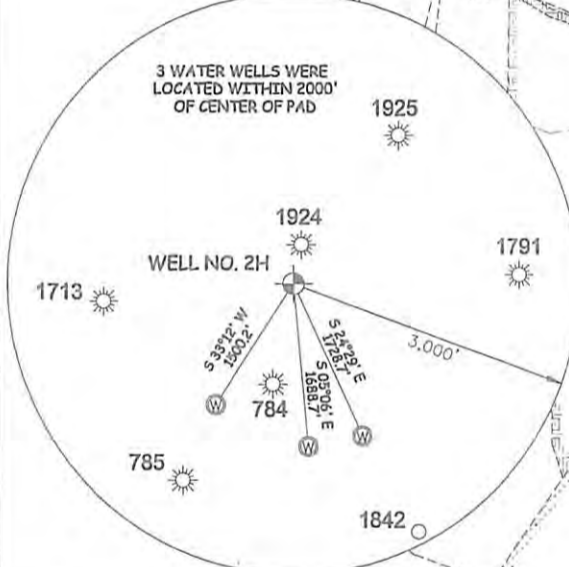 3 WATER WELLS WERE
LOCATED WITHIN 2000'
OF CENTER OF PAD
1925
1924
WELL NO. 2H
1791
1713
S 33°12' W
1500.2'
S 24°29' E
1728.7'
3,000'
S 05°06' E
1688.7'
784
W
W
W
785
1842